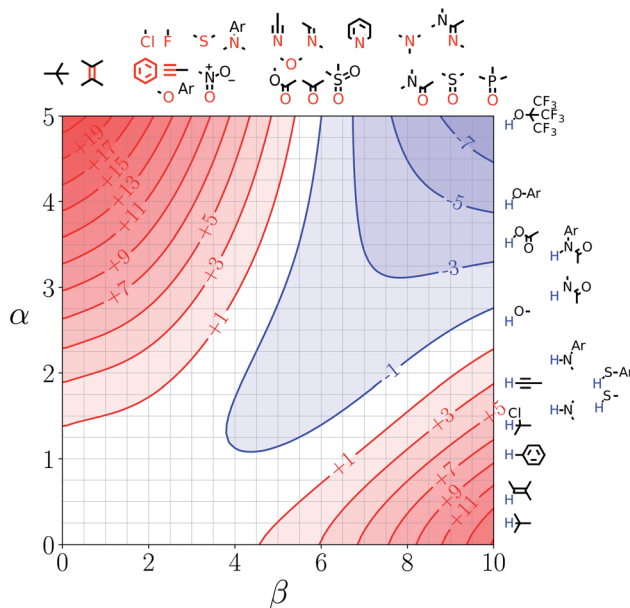 Cl F S Ar N N N N N N N
O Ar N+ O− O O O O S O N O S O P O
O O
5 H O CF3 CF3 CF3
+19 -7
+17
+15
4 +13 -5 H O-Ar
+11 +5
H O O Ar H N O
+9 +3 -3
3 +7 H N O
+1 H O-
α
2 -1 Ar H-N H S-Ar
H H S
+3 +5 Cl H H-N
1 +1 H
+7
+9 H
+11 H
0
0 2 4 6 8 10
β